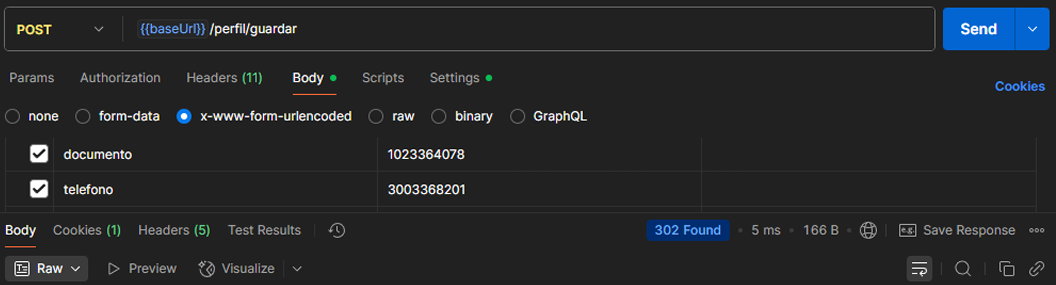 POST {{baseUrl}} /perfil/guardar Send
Params Authorization Headers (11) Body Scripts Settings Cookies
none form-data x-www-form-urlencoded raw binary GraphQL
documento 1023364078
telefono 3003368201
Body Cookies (1) Headers (5) Test Results 302 Found • 5 ms • 166 B Save Response
Raw Preview Visualize